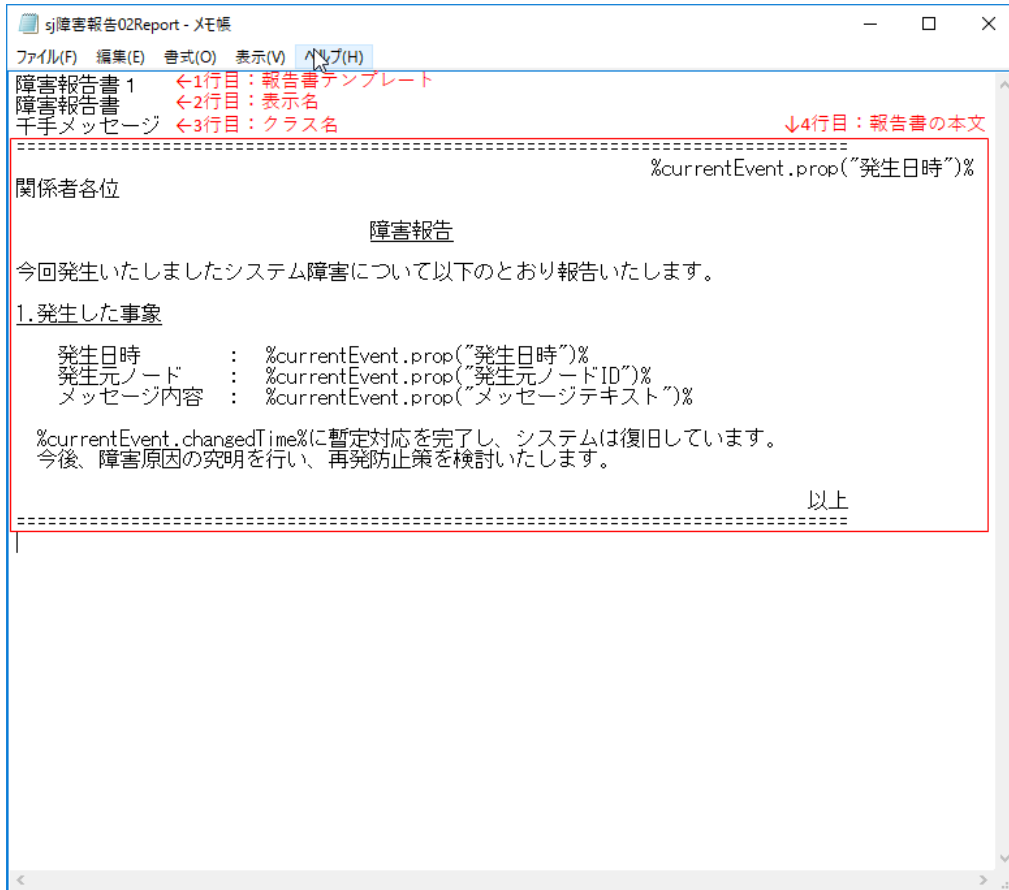 sj障害報告02Report - メモ帳
ファイル(F) 編集(E) 書式(O) 表示(V) ヘルプ(H)
障害報告書１ ←1行目：報告書テンプレート
障害報告書 ←2行目：表示名
千手メッセージ ←3行目：クラス名 ↓4行目：報告書の本文
================================================================================
%currentEvent.prop("発生日時")%
関係者各位
障害報告
今回発生いたしましたシステム障害について以下のとおり報告いたします。
1.発生した事象
発生日時 : %currentEvent.prop("発生日時")%
発生元ノード : %currentEvent.prop("発生元ノードID")%
メッセージ内容 : %currentEvent.prop("メッセージテキスト")%
%currentEvent.changedTime%に暫定対応を完了し、システムは復旧しています。
今後、障害原因の究明を行い、再発防止策を検討いたします。
以上
================================================================================